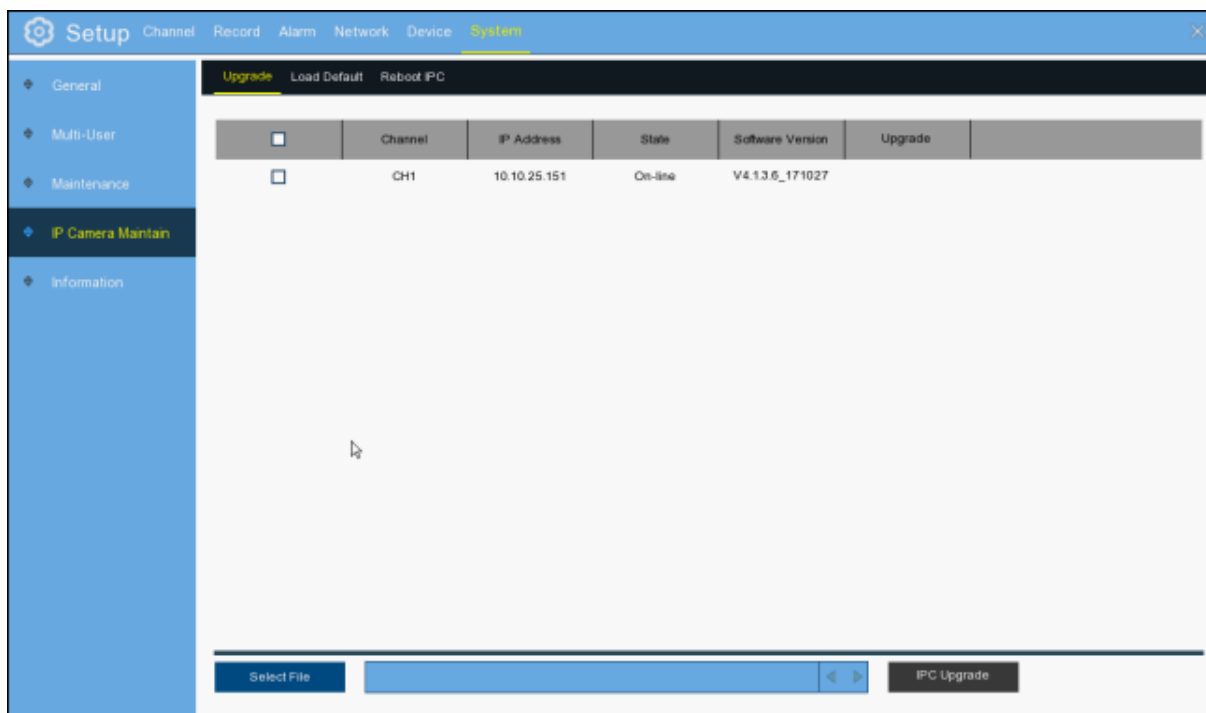 Setup Channel Record Alarm Network Device System
General
Multi-User
Maintenance
IP Camera Maintain
Information
Upgrade Load Default Reboot IPC
Channel IP Address State Software Version Upgrade
CH1 10.10.25.151 On-line V4.1.3.6_171027
Select File IPC Upgrade